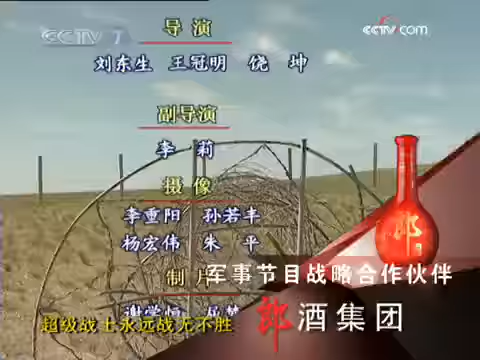 CCTV 7
CCTV.com
导 演
刘东生 王冠明 饶 坤
副导演
李 莉
摄 像
李重阳 孙若丰
杨宏伟 朱 平
制 片
军事节目战略合作伙伴
郎酒集团
超级战士永远战无不胜
郎